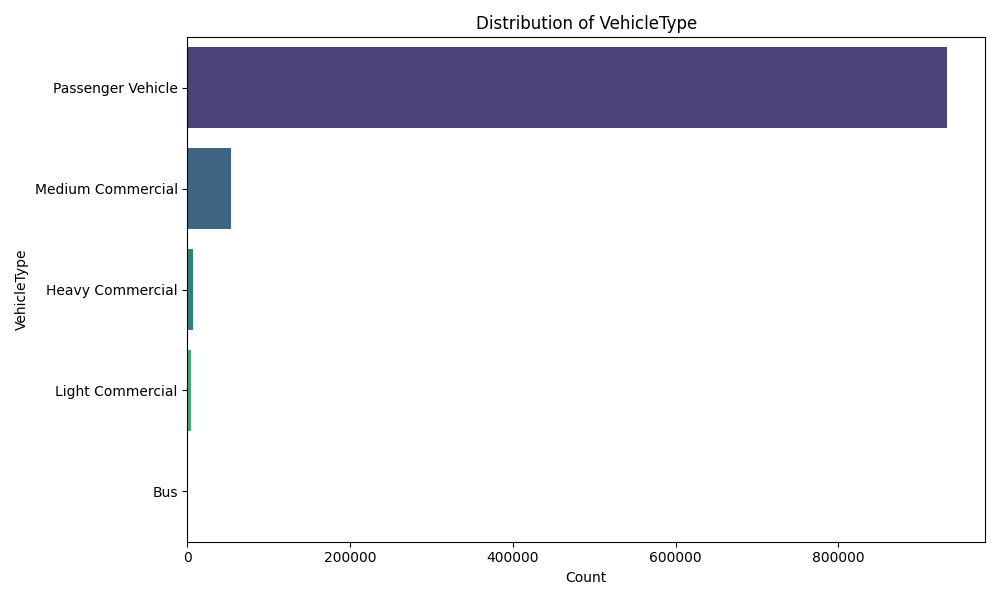 Distribution of VehicleType
Passenger Vehicle
Medium Commercial
Heavy Commercial
Light Commercial
Bus
VehicleType
0 200000 400000 600000 800000
Count